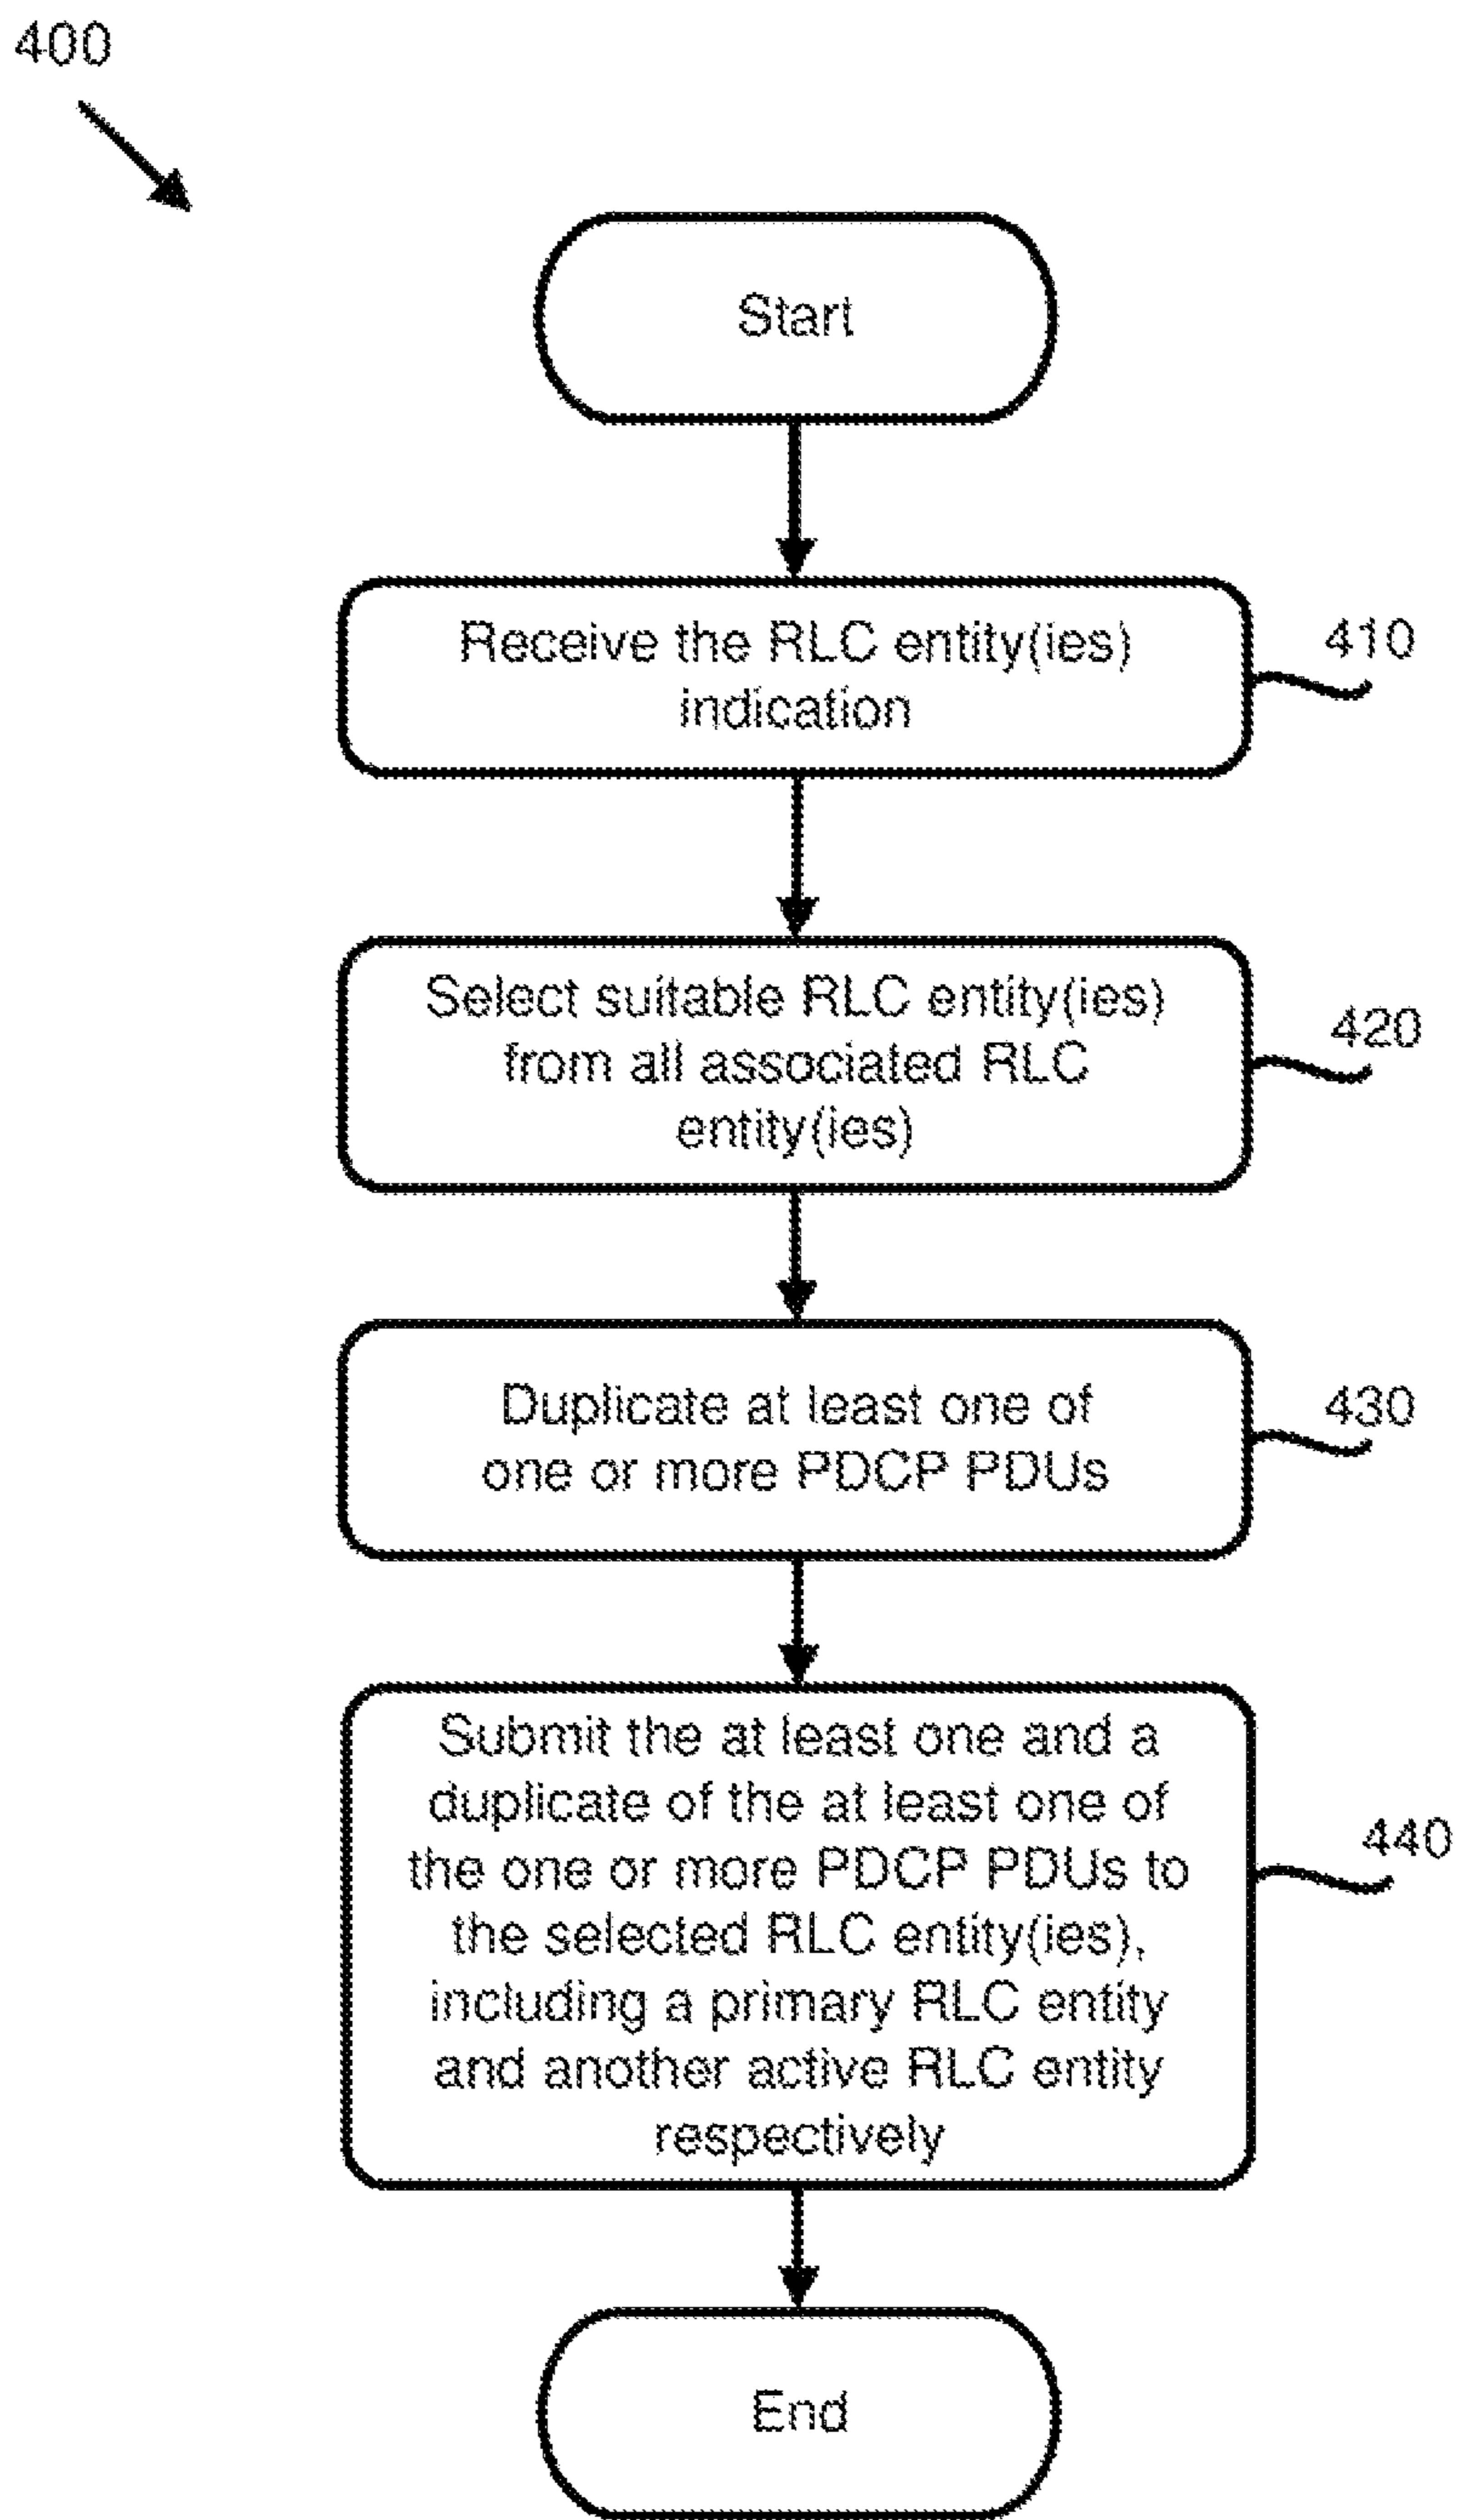 400
Start
Receive the RLC entity(ies)
indication
410
Select suitable RLC entity(ies)
from all associated RLC
entity(ies)
420
Duplicate at least one of
one or more PDCP PDUs
430
Submit the at least one and a
duplicate of the at least one of
the one or more PDCP PDUs to
the selected RLC entity(ies),
including a primary RLC entity
and another active RLC entity
respectively
440
End